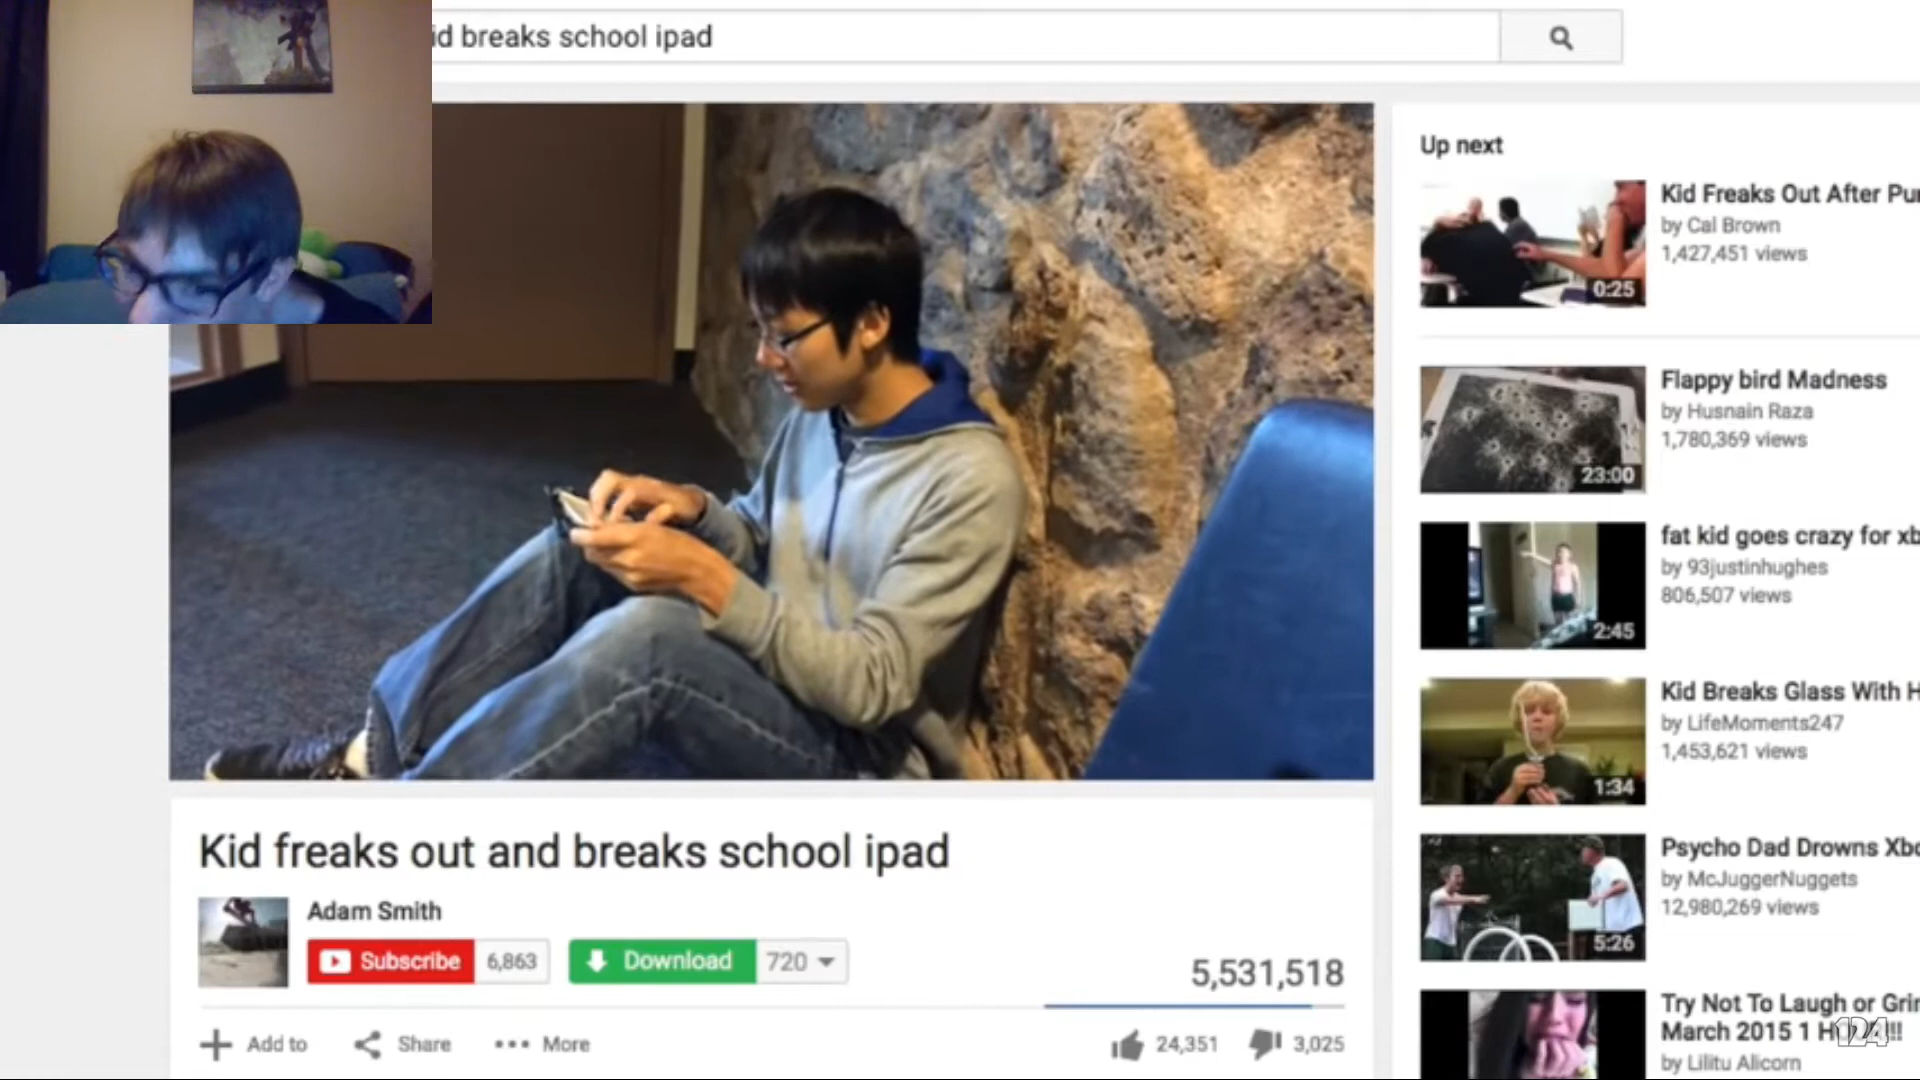 id breaks school ipad
Up next
Kid Freaks Out After Pu
by Cal Brown
1,427,451 views
0:25
Flappy bird Madness
by Husnain Raza
1,780,369 views
23:00
fat kid goes crazy for xb
by 93justinhughes
806,507 views
2:45
Kid Breaks Glass With H
by LifeMoments247
1,453,621 views
1:34
Psycho Dad Drowns Xbo
by McJuggerNuggets
12,980,269 views
5:26
Try Not To Laugh or Grin
March 2015 1 H
124
by Lilitu Alicorn
Kid freaks out and breaks school ipad
Adam Smith
Subscribe 6,863 Download 720
5,531,518
Add to Share More 24,351 3,025